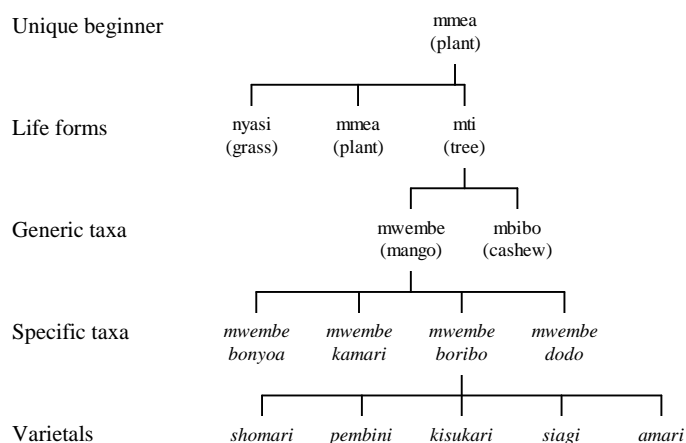 Unique beginner
mmea
(plant)
Life forms
nyasi mmea mti
(grass) (plant) (tree)
Generic taxa
mwembe mbibo
(mango) (cashew)
Specific taxa
mwembe mwembe mwembe mwembe
bonyoa kamari boribo dodo
Varietals shomari pembini kisukari siagi amari